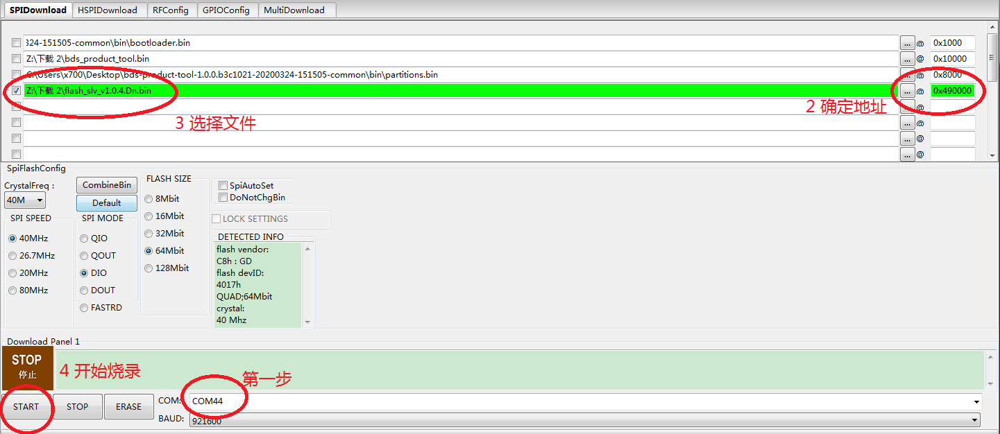 SPIDownload HSPIDownload RFConfig GPIOConfig MultiDownload
324-151505-common\bin\bootloader.bin ... @ 0x1000
Z:\下载 2\bds_product_tool.bin ... @ 0x10000
C:\Users\x700\Desktop\bds-product-tool-1.0.0.b3c1021-20200324-151505-common\bin\partitions.bin ... @ 0x8000
Z:\下载 2\flash_slv_v1.0.4.Dn.bin ... @ 0x490000
... @
2 确定地址
3 选择文件
... @
... @
... @
SpiFlashConfig
CrystalFreq :
40M
CombineBin
Default
SPI SPEED
40MHz
26.7MHz
20MHz
80MHz
SPI MODE
QIO
QOUT
DIO
DOUT
FASTRD
FLASH SIZE
8Mbit
16Mbit
32Mbit
64Mbit
128Mbit
SpiAutoSet
DoNotChgBin
LOCK SETTINGS
DETECTED INFO
flash vendor:
C8h : GD
flash devID:
4017h
QUAD;64Mbit
crystal:
40 Mhz
Download Panel 1
STOP
停止
4 开始烧录
第一步
START STOP ERASE
COM: COM44
BAUD: 921600